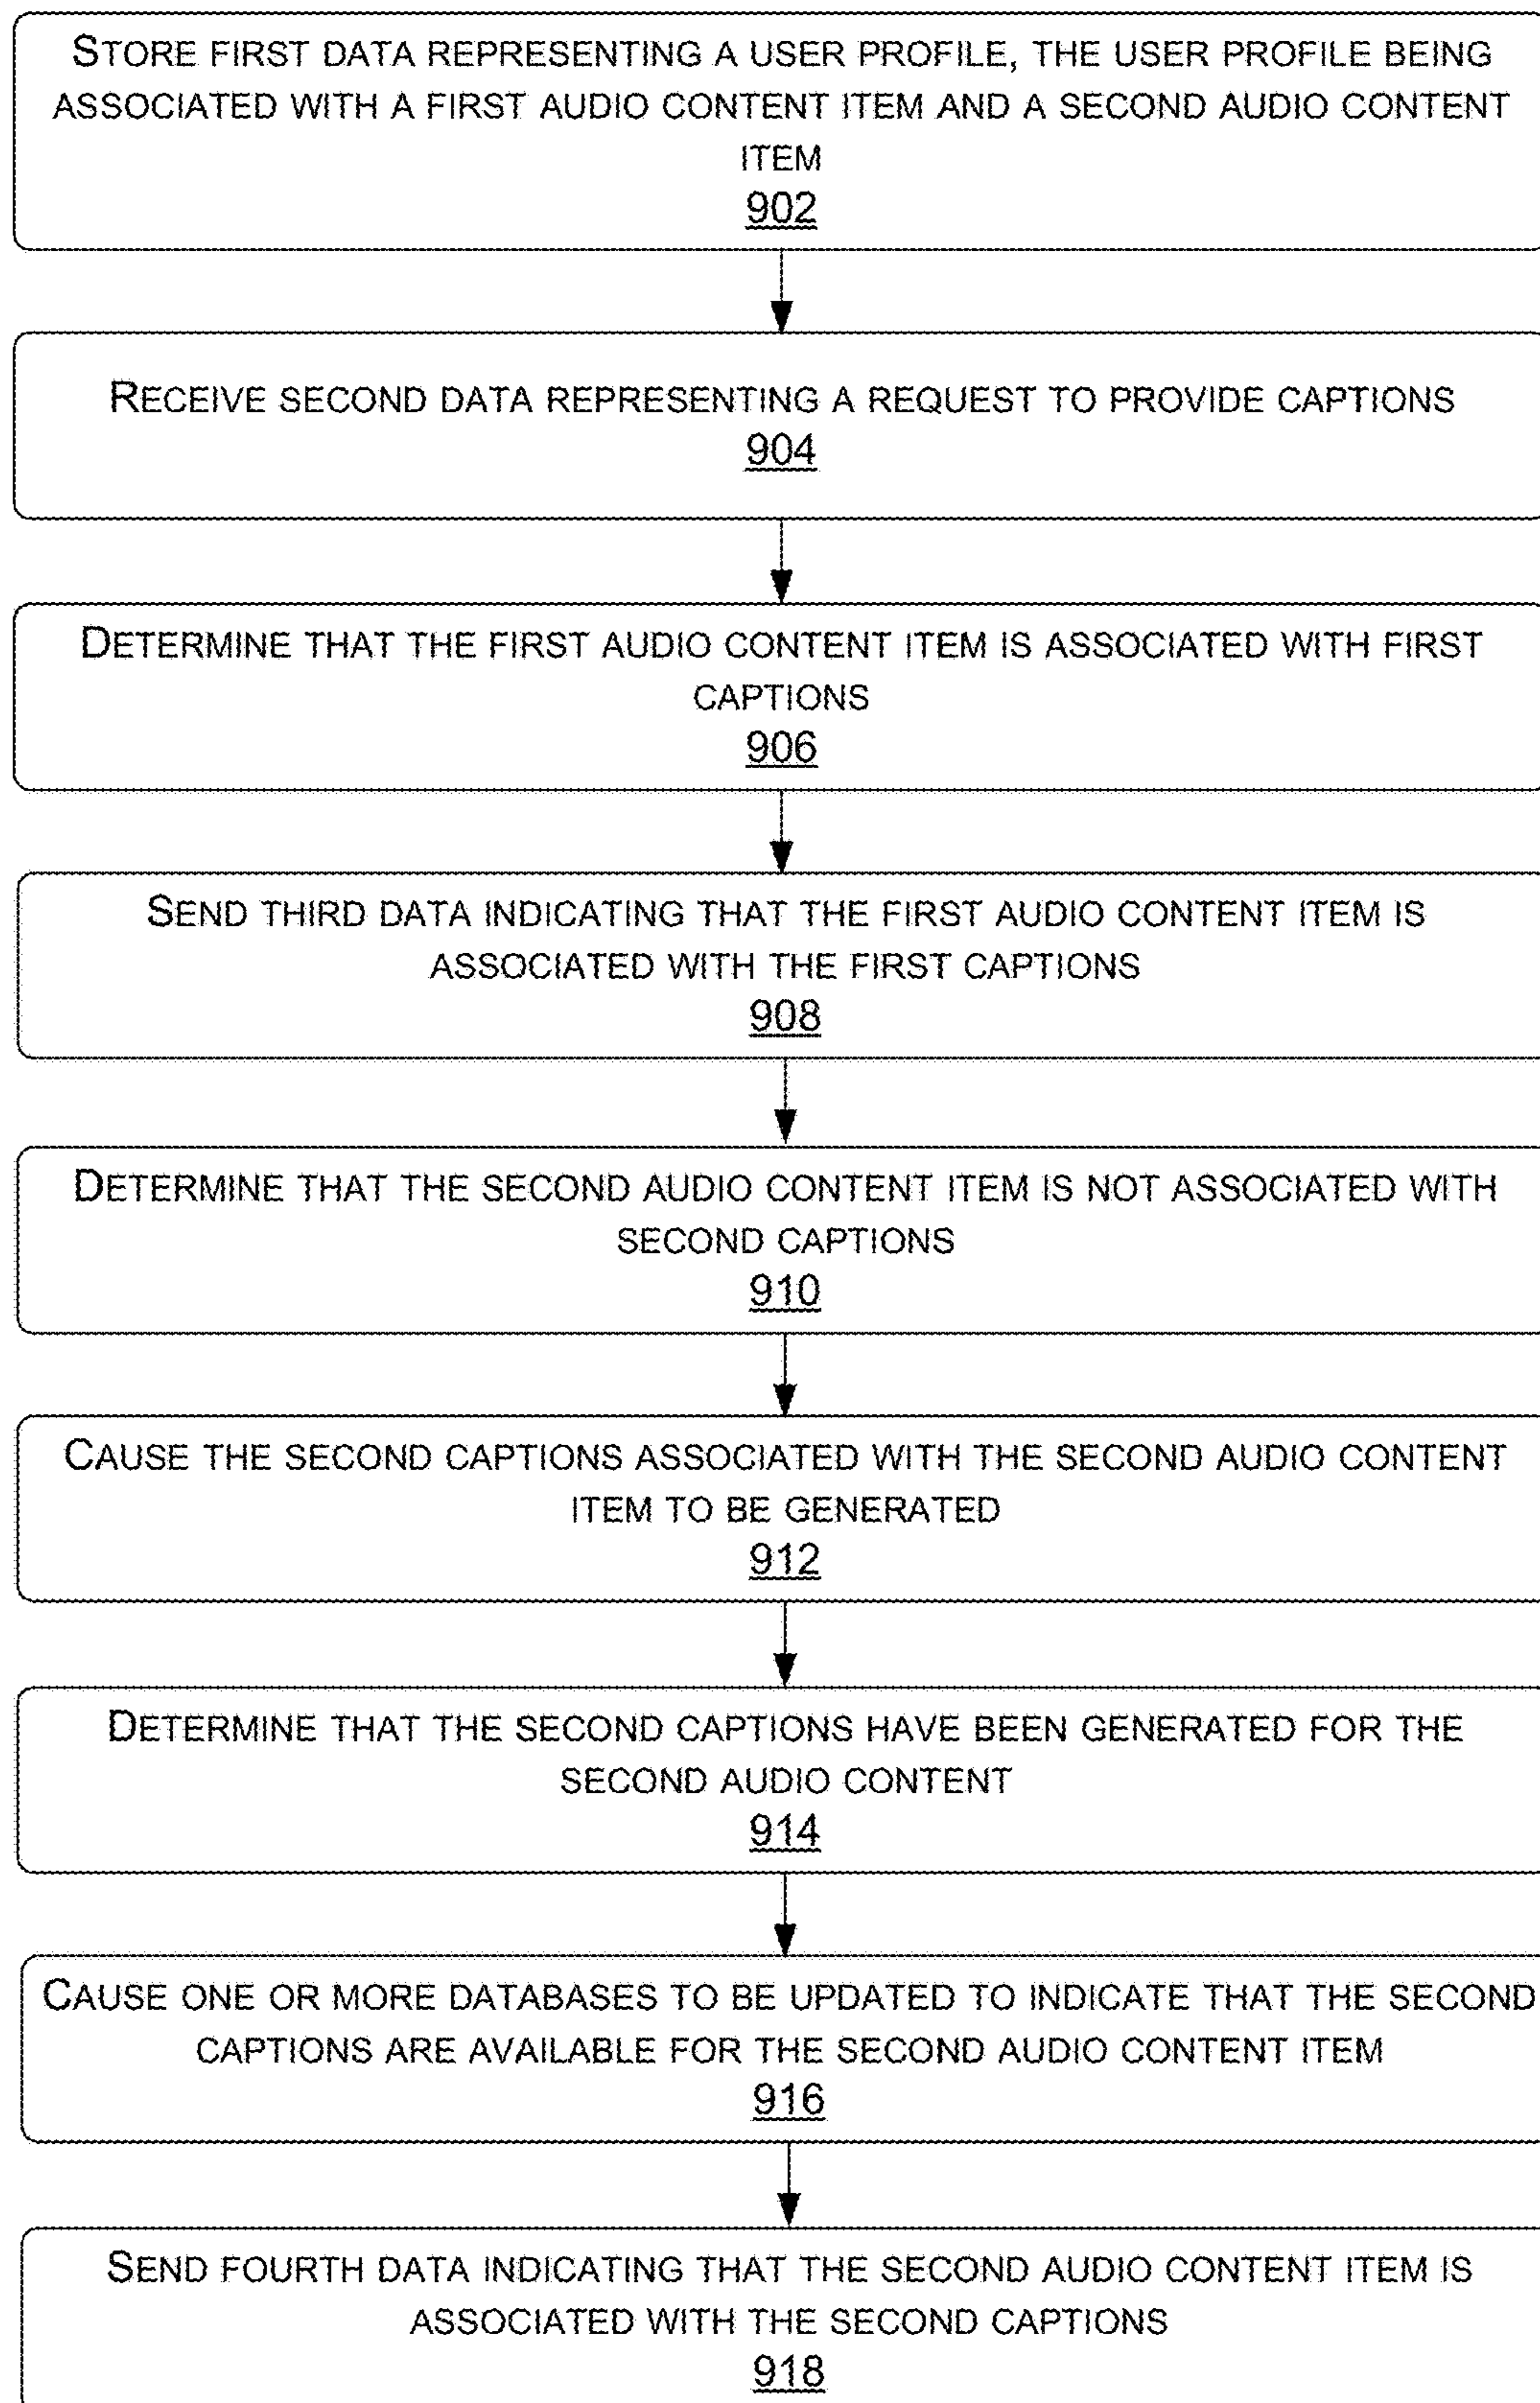 STORE FIRST DATA REPRESENTING A USER PROFILE, THE USER PROFILE BEING
ASSOCIATED WITH A FIRST AUDIO CONTENT ITEM AND A SECOND AUDIO CONTENT
ITEM
902
RECEIVE SECOND DATA REPRESENTING A REQUEST TO PROVIDE CAPTIONS
904
DETERMINE THAT THE FIRST AUDIO CONTENT ITEM IS ASSOCIATED WITH FIRST
CAPTIONS
906
SEND THIRD DATA INDICATING THAT THE FIRST AUDIO CONTENT ITEM IS
ASSOCIATED WITH THE FIRST CAPTIONS
908
DETERMINE THAT THE SECOND AUDIO CONTENT ITEM IS NOT ASSOCIATED WITH
SECOND CAPTIONS
910
CAUSE THE SECOND CAPTIONS ASSOCIATED WITH THE SECOND AUDIO CONTENT
ITEM TO BE GENERATED
912
DETERMINE THAT THE SECOND CAPTIONS HAVE BEEN GENERATED FOR THE
SECOND AUDIO CONTENT
914
CAUSE ONE OR MORE DATABASES TO BE UPDATED TO INDICATE THAT THE SECOND
CAPTIONS ARE AVAILABLE FOR THE SECOND AUDIO CONTENT ITEM
916
SEND FOURTH DATA INDICATING THAT THE SECOND AUDIO CONTENT ITEM IS
ASSOCIATED WITH THE SECOND CAPTIONS
918